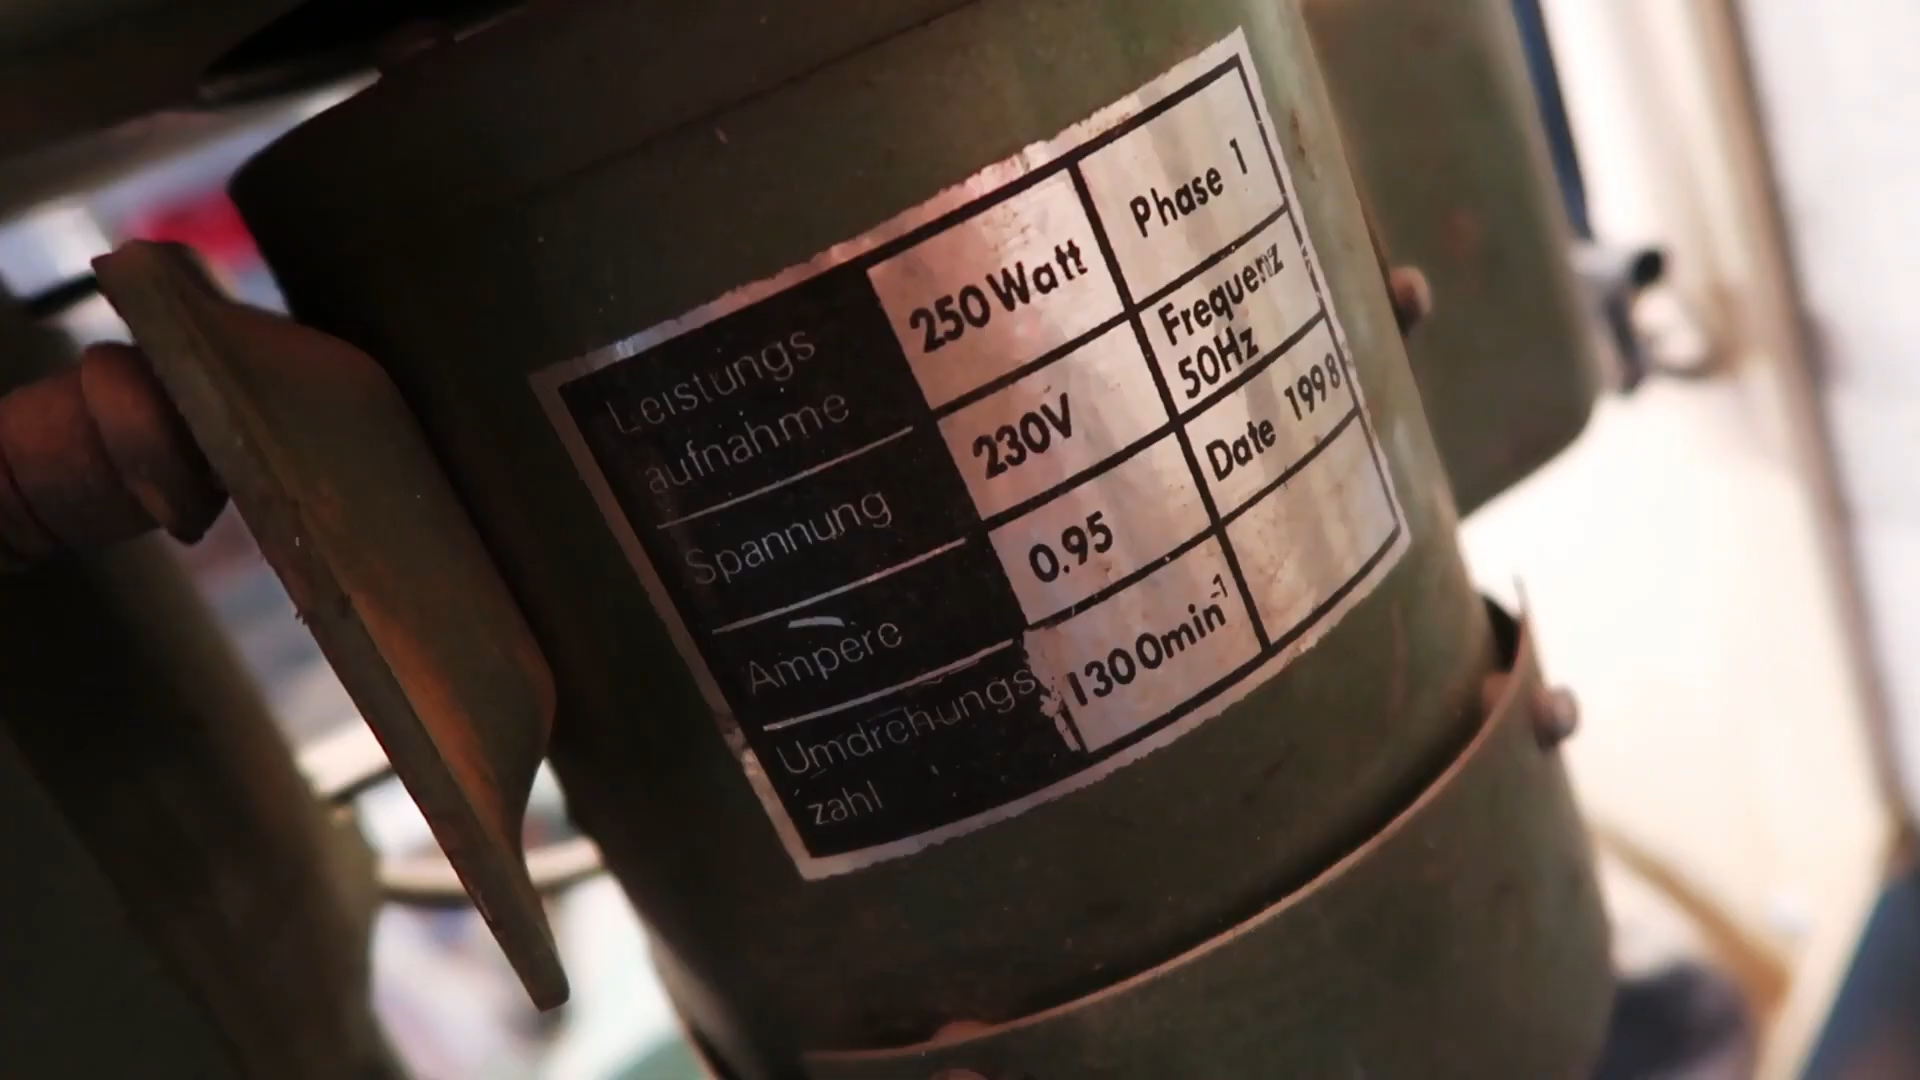 Leistungs
aufnahme
250 Watt
Phase 1
Spannung
230V
Frequenz
50Hz
Ampere
0.95
Date 1998
Umdrehungs
zahl
1300min⁻¹